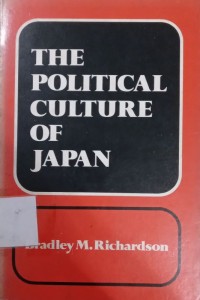 THE
POLITICAL
CULTURE
OF
JAPAN
Bradley M. Richardson